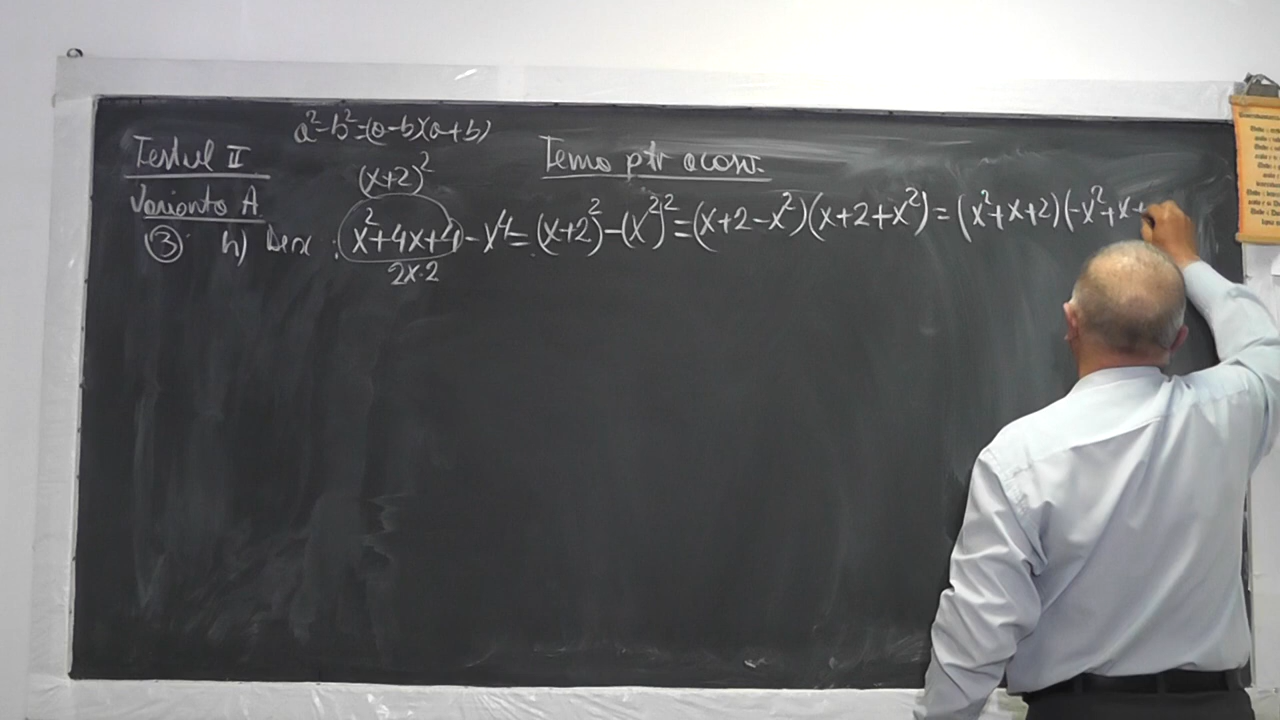 a²-b²=(a-b)(a+b)
Testul II
Tema ptr acasă.
(x+2)²
Varianta A
③ h) Desc : x²+4x+4-x⁴=(x+2)²-(x²)²=(x+2-x²)(x+2+x²)=(x²+x+2)(-x²+x+
2x·2